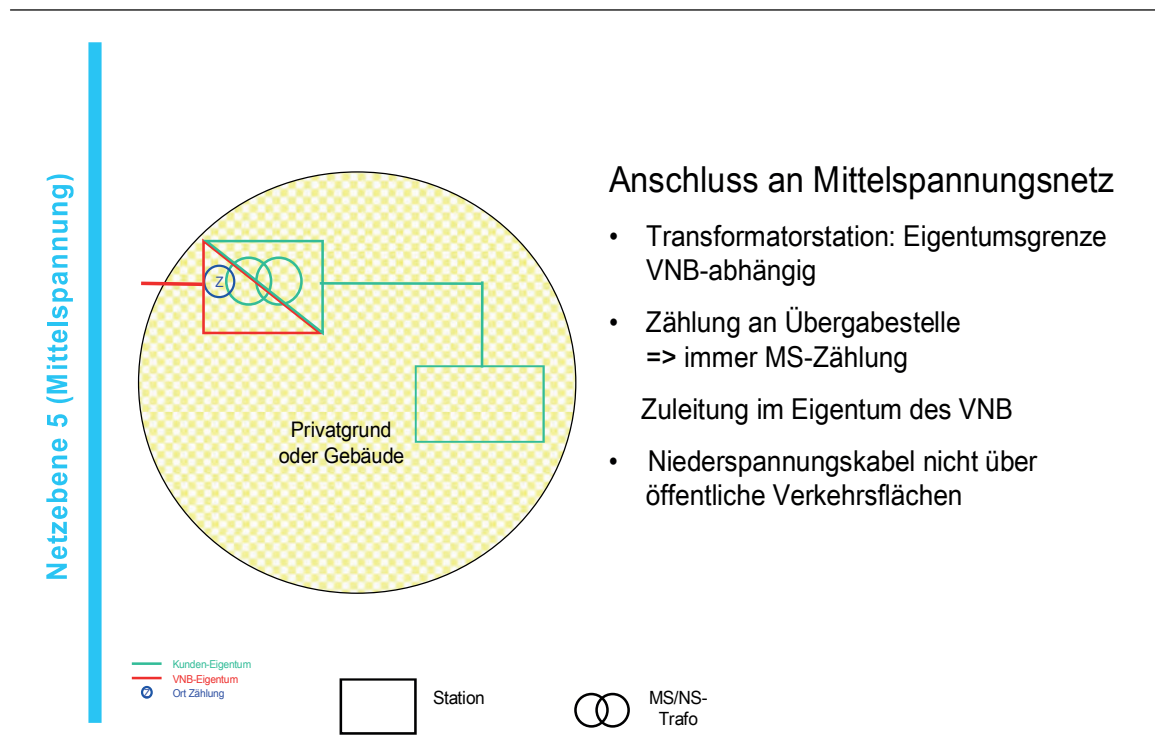 Netzebene 5 (Mittelspannung)
Z
Privatgrund
oder Gebäude
Anschluss an Mittelspannungsnetz
• Transformatorstation: Eigentumsgrenze
VNB-abhängig
• Zählung an Übergabestelle
=> immer MS-Zählung
Zuleitung im Eigentum des VNB
• Niederspannungskabel nicht über
öffentliche Verkehrsflächen
Kunden-Eigentum
VNB-Eigentum
Z Ort Zählung
Station
MS/NS-
Trafo